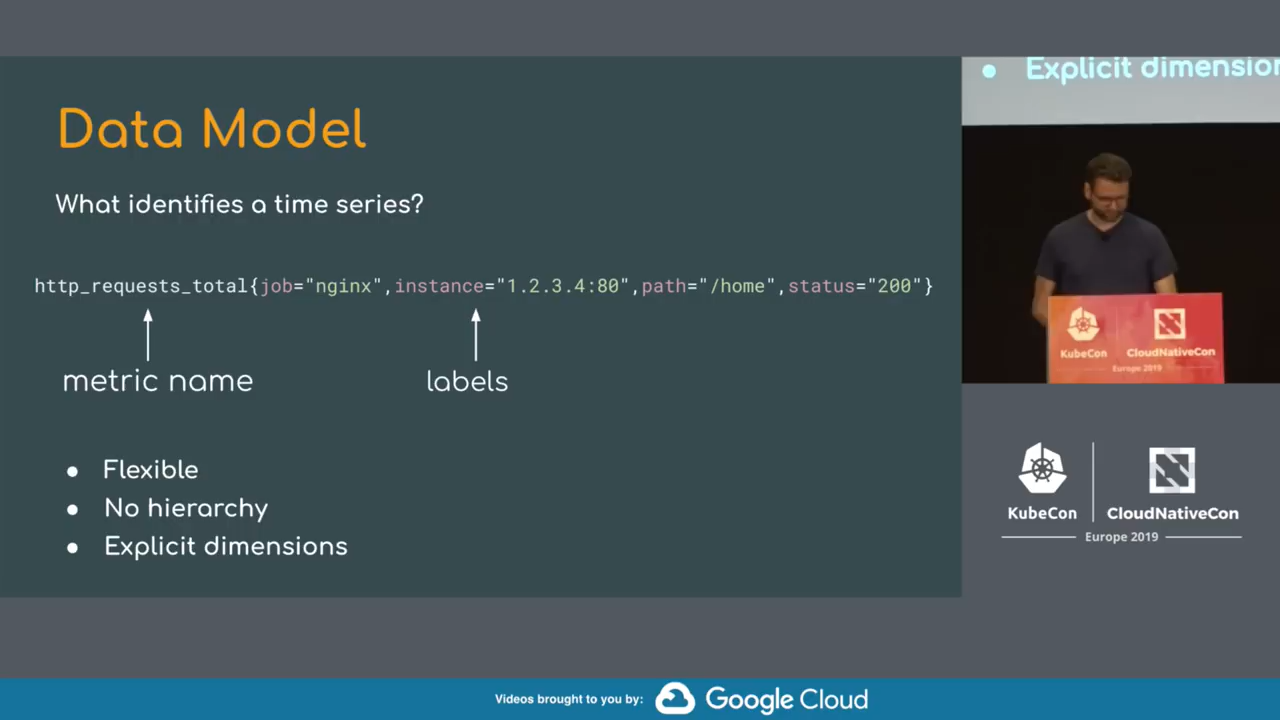 Data Model
What identifies a time series?
http_requests_total{job="nginx",instance="1.2.3.4:80",path="/home",status="200"}
metric name
labels
● Flexible
● No hierarchy
● Explicit dimensions
● Explicit dimension
KubeCon
CloudNativeCon
Europe 2019
KubeCon
CloudNativeCon
Europe 2019
Videos brought to you by:
Google Cloud